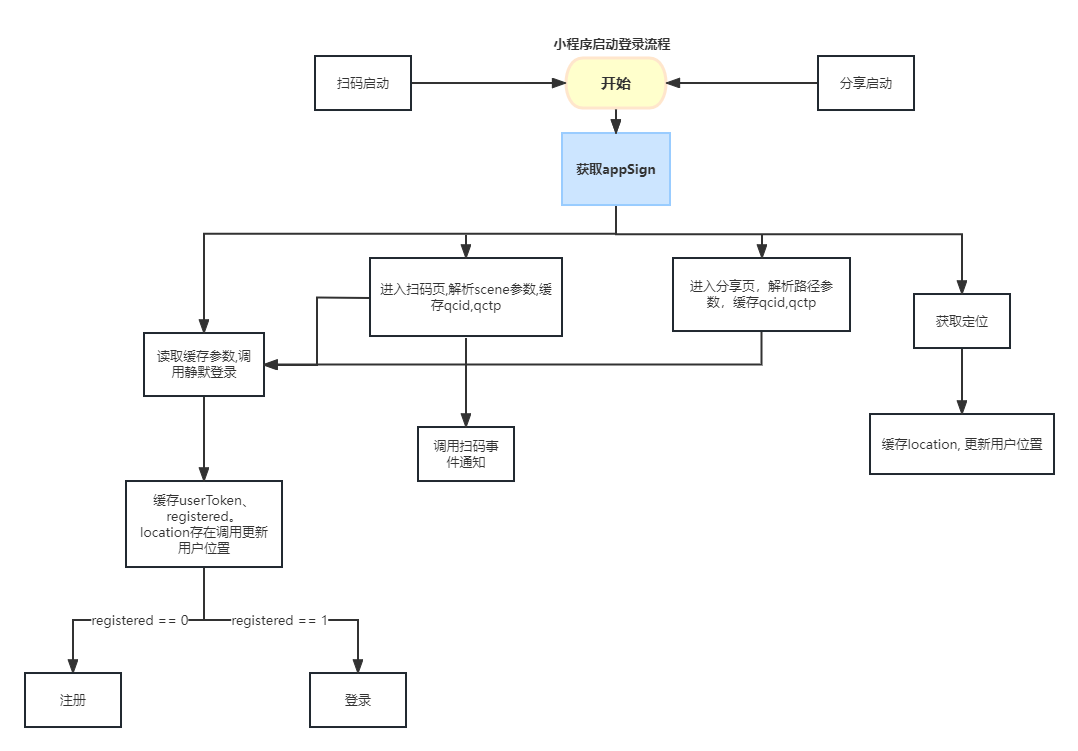 小程序启动登录流程
扫码启动
开始
分享启动
获取appSign
进入扫码页,解析scene参数,缓
存qcid,qctp
进入分享页，解析路径参
数，缓存qcid,qctp
获取定位
读取缓存参数,调
用静默登录
调用扫码事
件通知
缓存location, 更新用户位置
缓存userToken、
registered。
location存在调用更新
用户位置
registered == 0
registered == 1
注册
登录